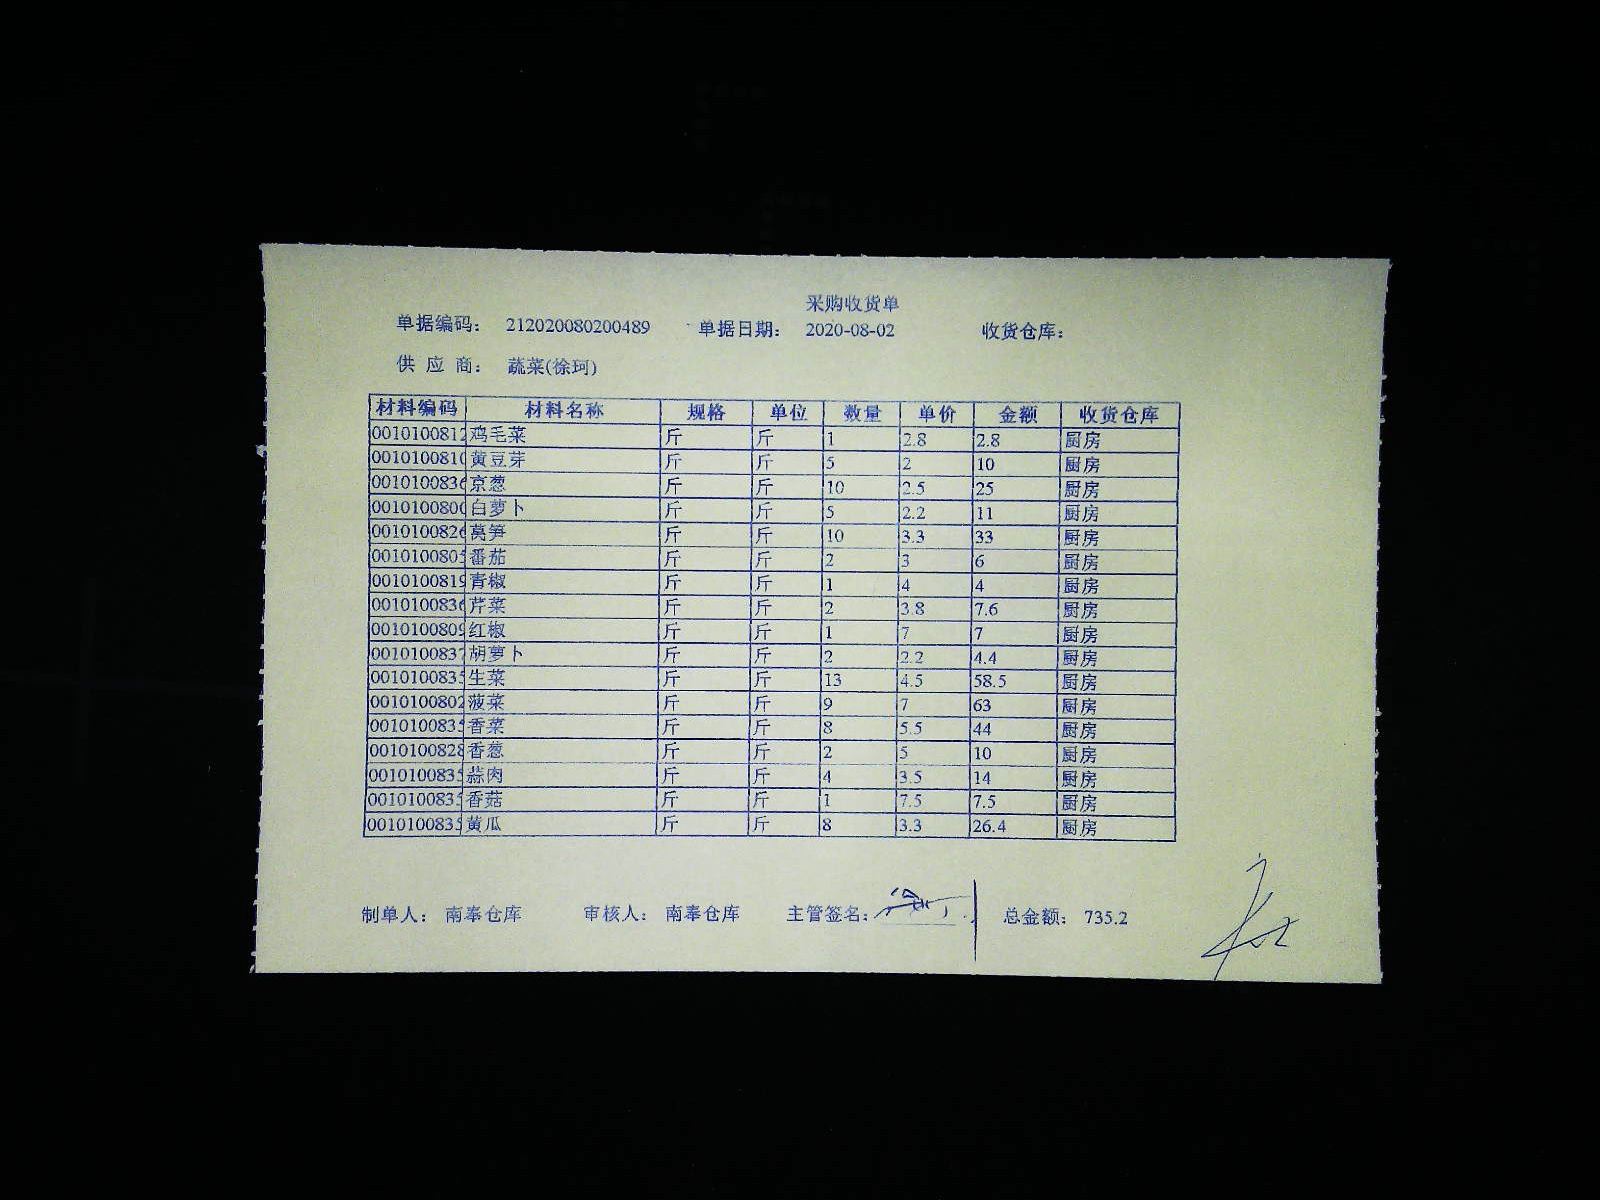 采购收货单
单据编码： 212020080200489 单据日期： 2020-08-02 收货仓库：
供 应 商： 蔬菜(徐珂)
材料编码 材料名称 规格 单位 数量 单价 金额 收货仓库
0010100812 鸡毛菜 斤 斤 1 2.8 2.8 厨房
001010081 黄豆芽 斤 斤 5 2 10 厨房
001010083 京葱 斤 斤 10 2.5 25 厨房
001010080 白萝卜 斤 斤 5 2.2 11 厨房
001010082 莴笋 斤 斤 10 3.3 33 厨房
001010080 番茄 斤 斤 2 3 6 厨房
0010100819 青椒 斤 斤 1 4 4 厨房
001010083 芹菜 斤 斤 2 3.8 7.6 厨房
001010080 红椒 斤 斤 1 7 7 厨房
001010083 胡萝卜 斤 斤 2 2.2 4.4 厨房
001010083 生菜 斤 斤 13 4.5 58.5 厨房
0010100802 菠菜 斤 斤 9 7 63 厨房
001010083 香菜 斤 斤 8 5.5 44 厨房
0010100828 香葱 斤 斤 2 5 10 厨房
001010083 蒜肉 斤 斤 4 3.5 14 厨房
001010083 香菇 斤 斤 1 7.5 7.5 厨房
001010083 黄瓜 斤 斤 8 3.3 26.4 厨房
制单人： 南奉仓库 审核人： 南奉仓库 主管签名： 总金额： 735.2